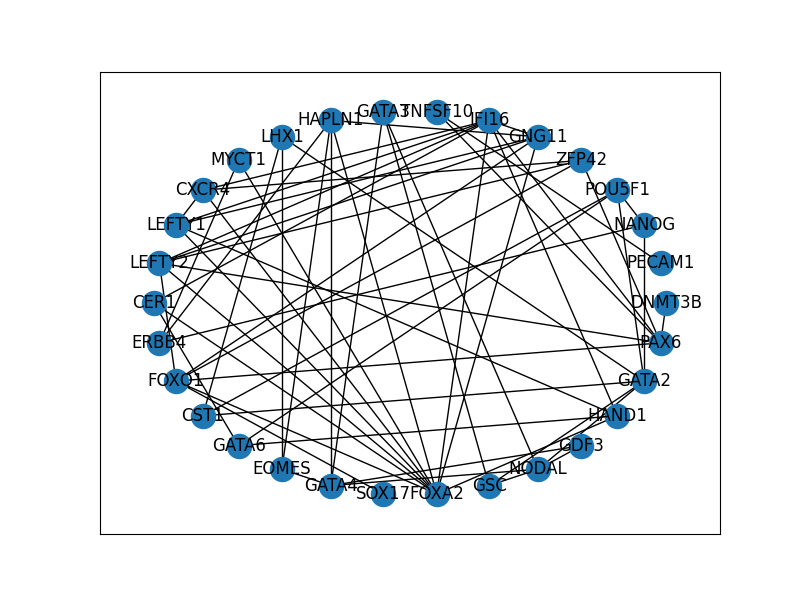 GATA3
TNFSF10
HAPLN1
IFI16
LHX1
GNG11
MYCT1
ZFP42
CXCR4
POU5F1
LEFTY1
NANOG
LEFTY2
PECAM1
CER1
DNMT3B
ERBB4
PAX6
FOXO1
GATA2
CST1
HAND1
GATA6
GDF3
EOMES
NODAL
GATA4
GSC
SOX17
FOXA2